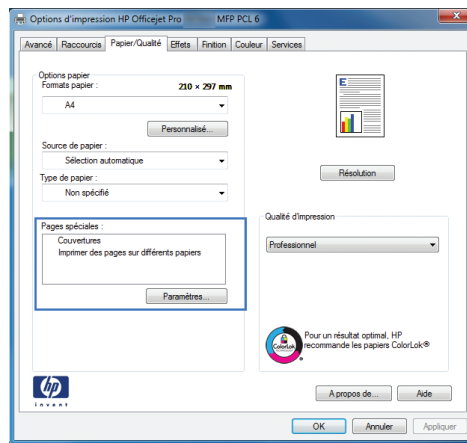 Options d'impression HP Officejet Pro MFP PCL 6
Avancé Raccourcis Papier/Qualité Effets Finition Couleur Services
Options papier
Formats papier :
210 × 297 mm
A4
Personnalisé...
Source de papier :
Sélection automatique
Type de papier :
Non spécifié
Pages spéciales :
Couvertures
Imprimer des pages sur différents papiers
Paramètres...
E
Résolution
Qualité d'impression
Professionnel
ColorLok
Pour un résultat optimal, HP
recommande les papiers ColorLok®
hp
invent
A propos de... Aide
OK Annuler Appliquer